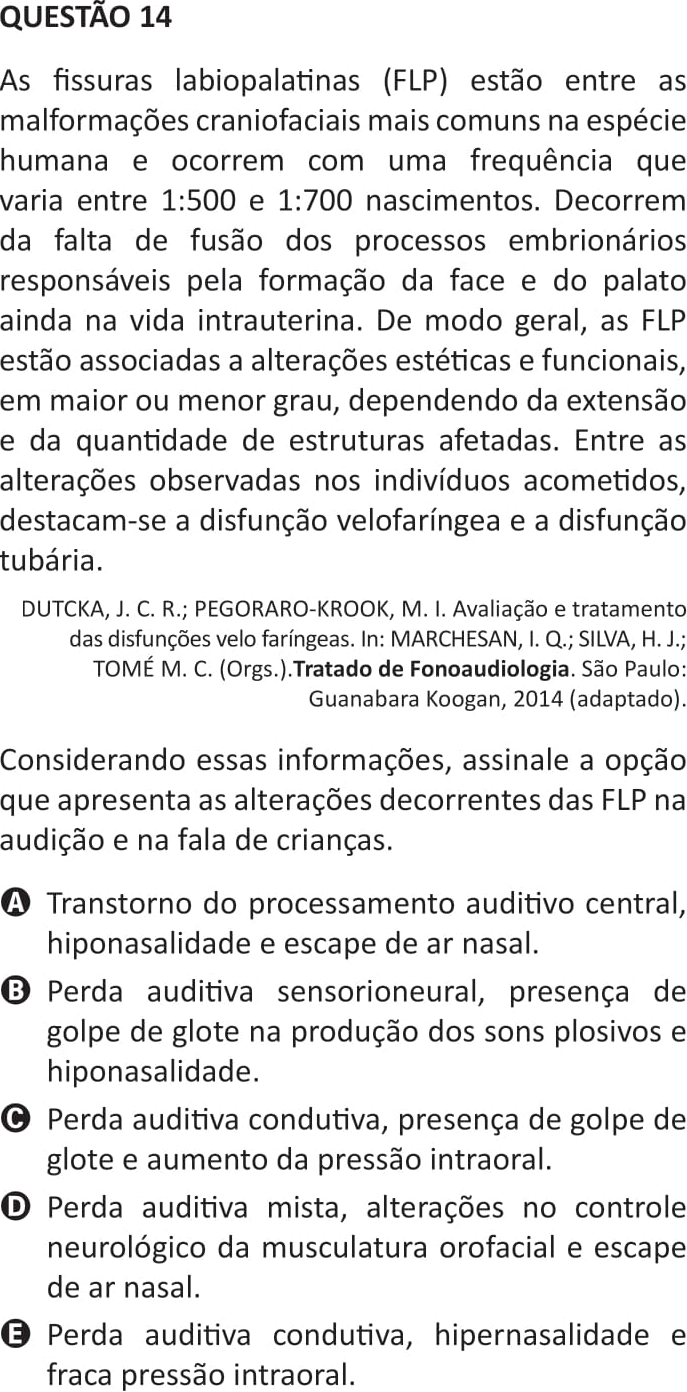 QUESTÃO 14
As fissuras labiopalatinas (FLP) estão entre as
malformações craniofaciais mais comuns na espécie
humana e ocorrem com uma frequência que
varia entre 1:500 e 1:700 nascimentos. Decorrem
da falta de fusão dos processos embrionários
responsáveis pela formação da face e do palato
ainda na vida intrauterina. De modo geral, as FLP
estão associadas a alterações estéticas e funcionais,
em maior ou menor grau, dependendo da extensão
e da quantidade de estruturas afetadas. Entre as
alterações observadas nos indivíduos acometidos,
destacam-se a disfunção velofaríngea e a disfunção
tubária.
DUTCKA, J. C. R.; PEGORARO-KROOK, M. I. Avaliação e tratamento
das disfunções velo faríngeas. In: MARCHESAN, I. Q.; SILVA, H. J.;
TOMÉ M. C. (Orgs.).Tratado de Fonoaudiologia. São Paulo:
Guanabara Koogan, 2014 (adaptado).
Considerando essas informações, assinale a opção
que apresenta as alterações decorrentes das FLP na
audição e na fala de crianças.
A Transtorno do processamento auditivo central,
hiponasalidade e escape de ar nasal.
B Perda auditiva sensorioneural, presença de
golpe de glote na produção dos sons plosivos e
hiponasalidade.
C Perda auditiva condutiva, presença de golpe de
glote e aumento da pressão intraoral.
D Perda auditiva mista, alterações no controle
neurológico da musculatura orofacial e escape
de ar nasal.
E Perda auditiva condutiva, hipernasalidade e
fraca pressão intraoral.